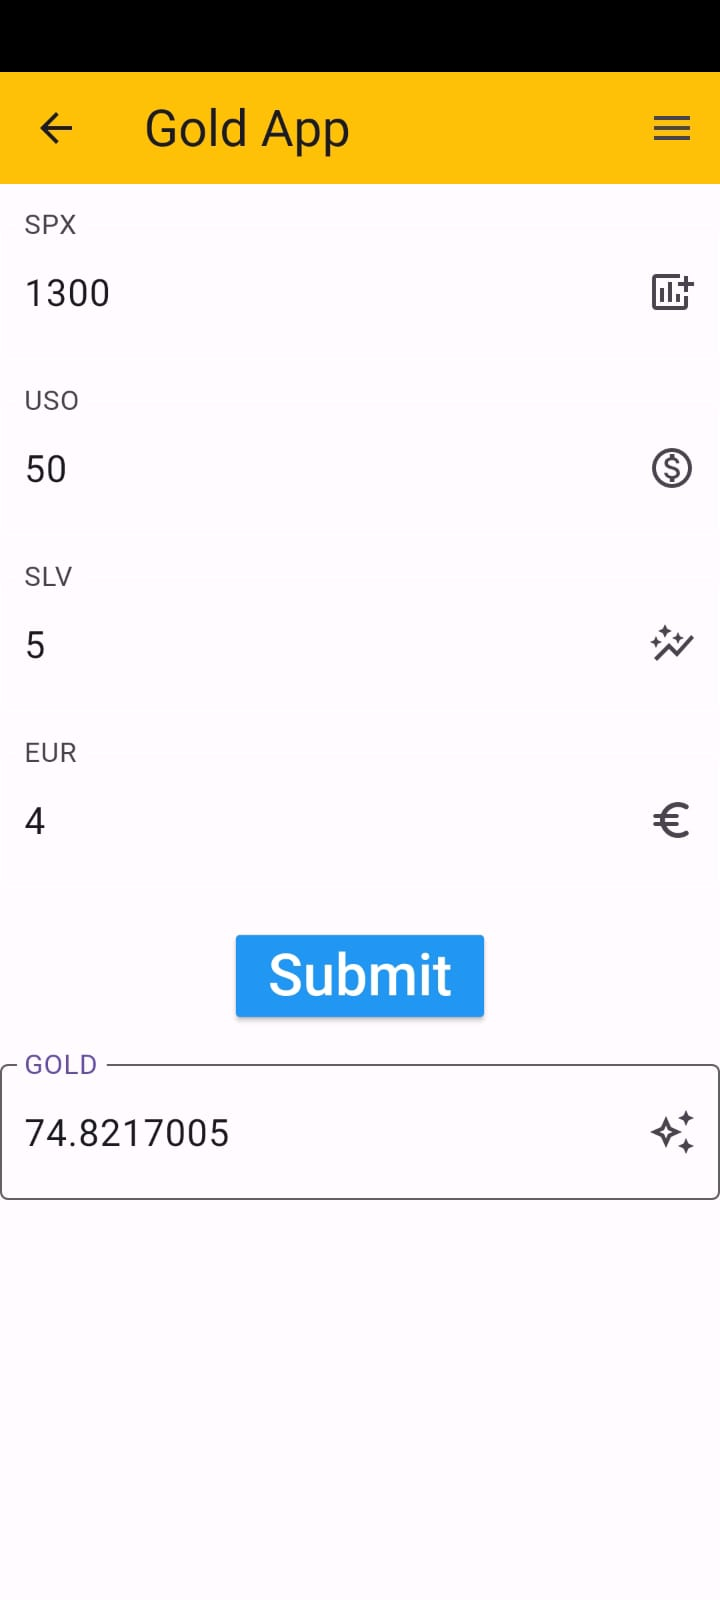 Gold App
SPX
1300
USO
50
SLV
5
EUR
4
Submit
GOLD
74.8217005